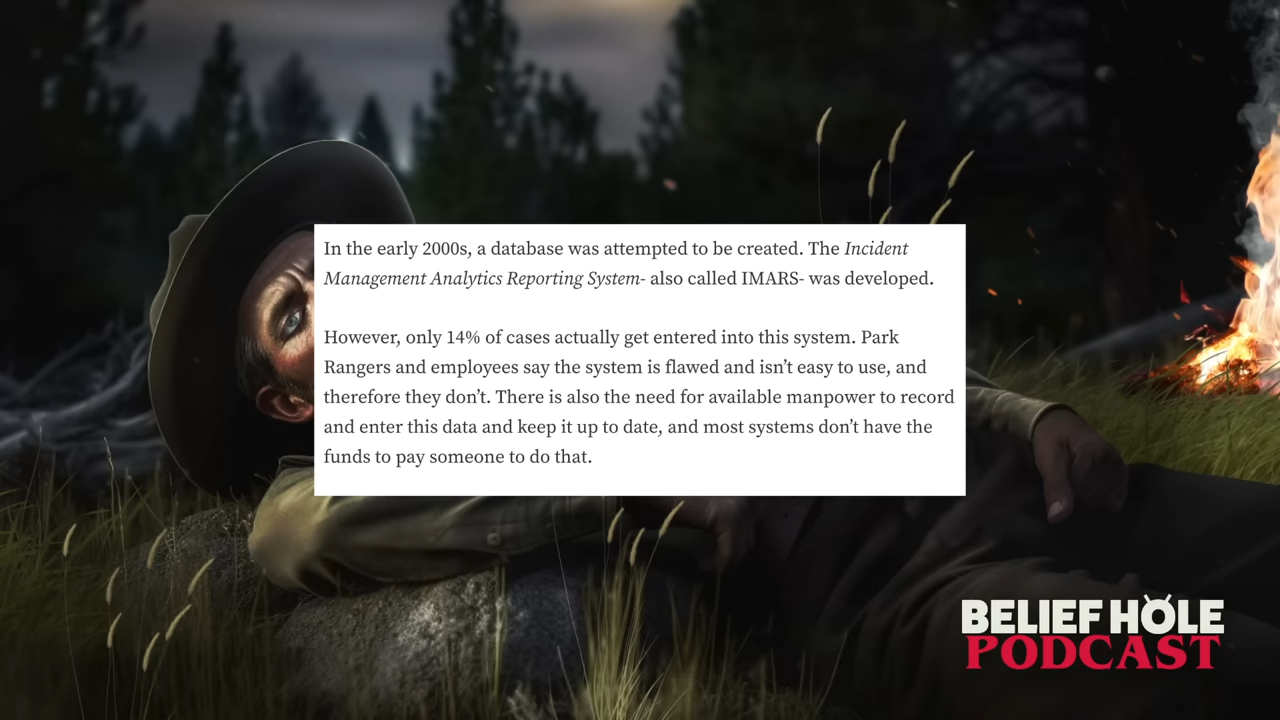 In the early 2000s, a database was attempted to be created. The Incident
Management Analytics Reporting System- also called IMARS- was developed.
However, only 14% of cases actually get entered into this system. Park
Rangers and employees say the system is flawed and isn’t easy to use, and
therefore they don’t. There is also the need for available manpower to record
and enter this data and keep it up to date, and most systems don’t have the
funds to pay someone to do that.
BELIEF HOLE
PODCAST